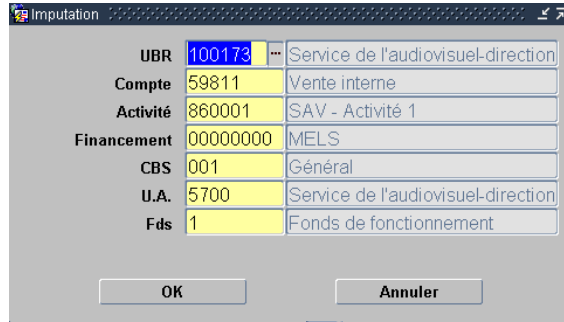 Imputation
UBR 100173 ... Service de l'audiovisuel-direction
Compte 59811 Vente interne
Activité 860001 SAV - Activité 1
Financement 00000000 MELS
CBS 001 Général
U.A. 5700 Service de l'audiovisuel-direction
Fds 1 Fonds de fonctionnement
OK Annuler